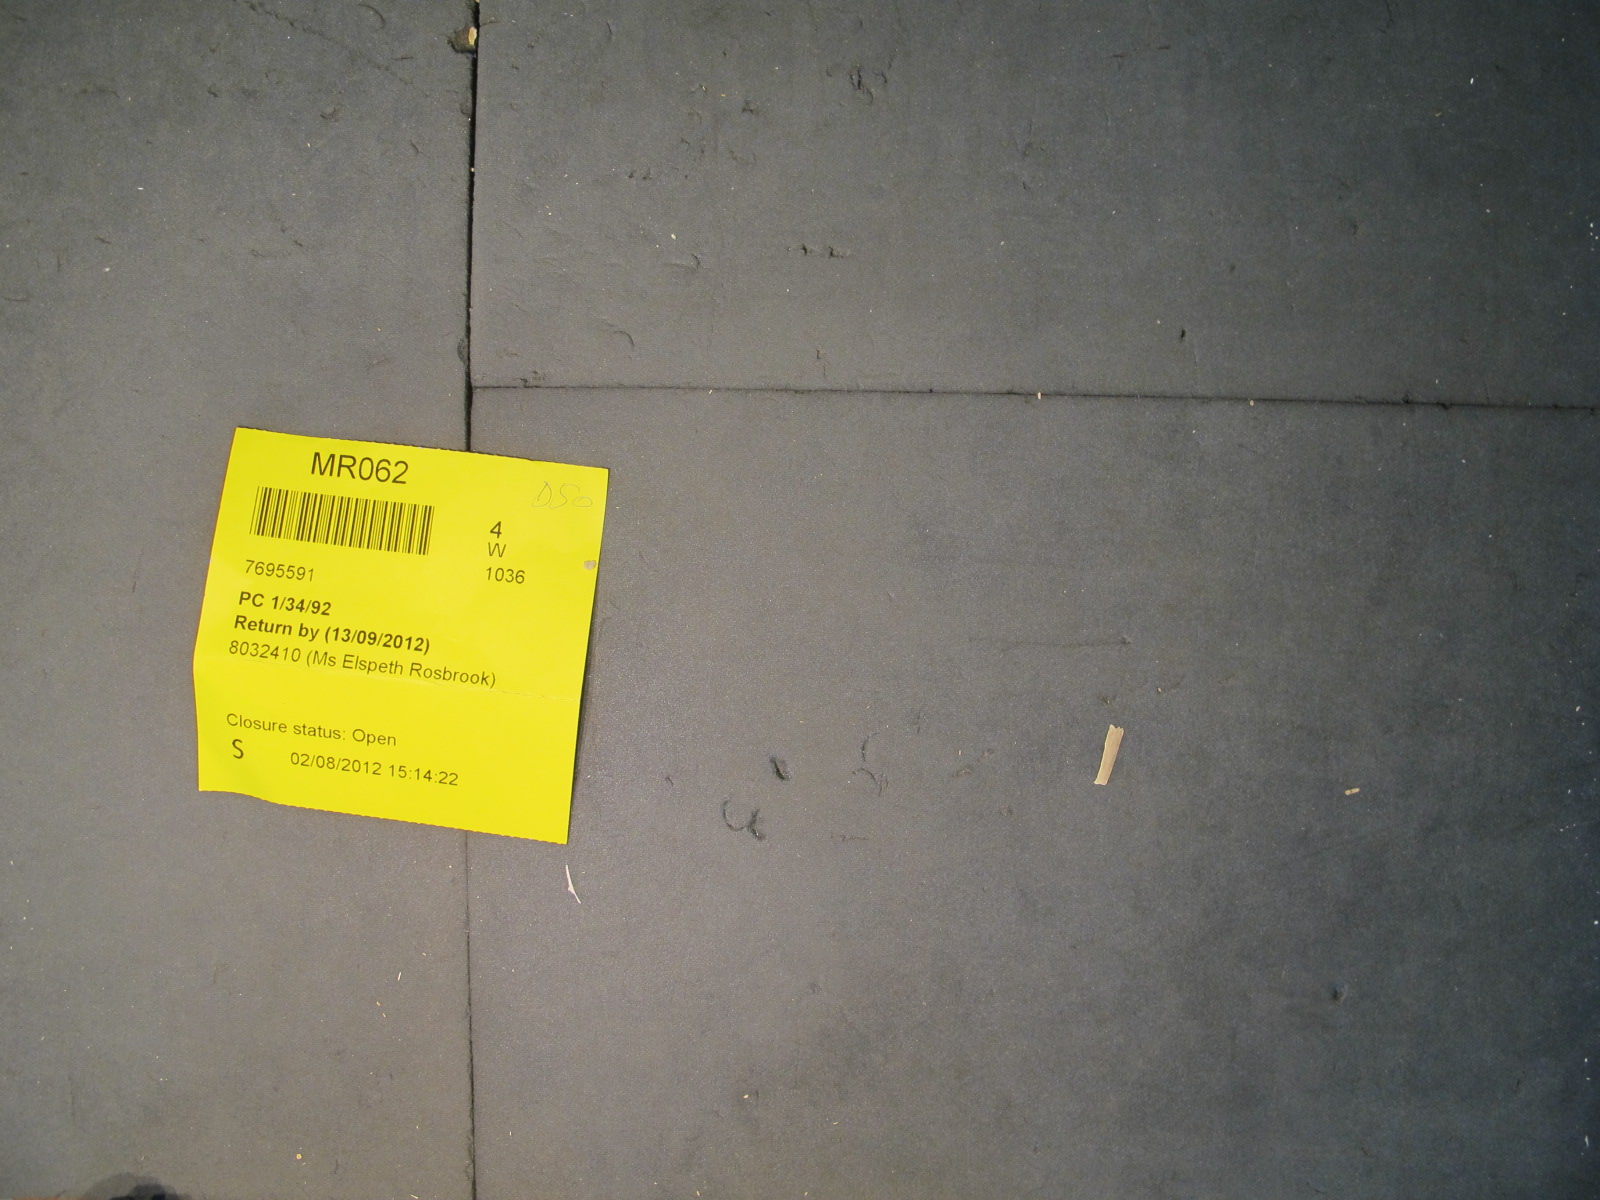 MR062
D50
4
W
7695591
1036
PC 1/34/92
Return by (13/09/2012)
8032410 (Ms Elspeth Rosbrook)
Closure status: Open
S
02/08/2012 15:14:22